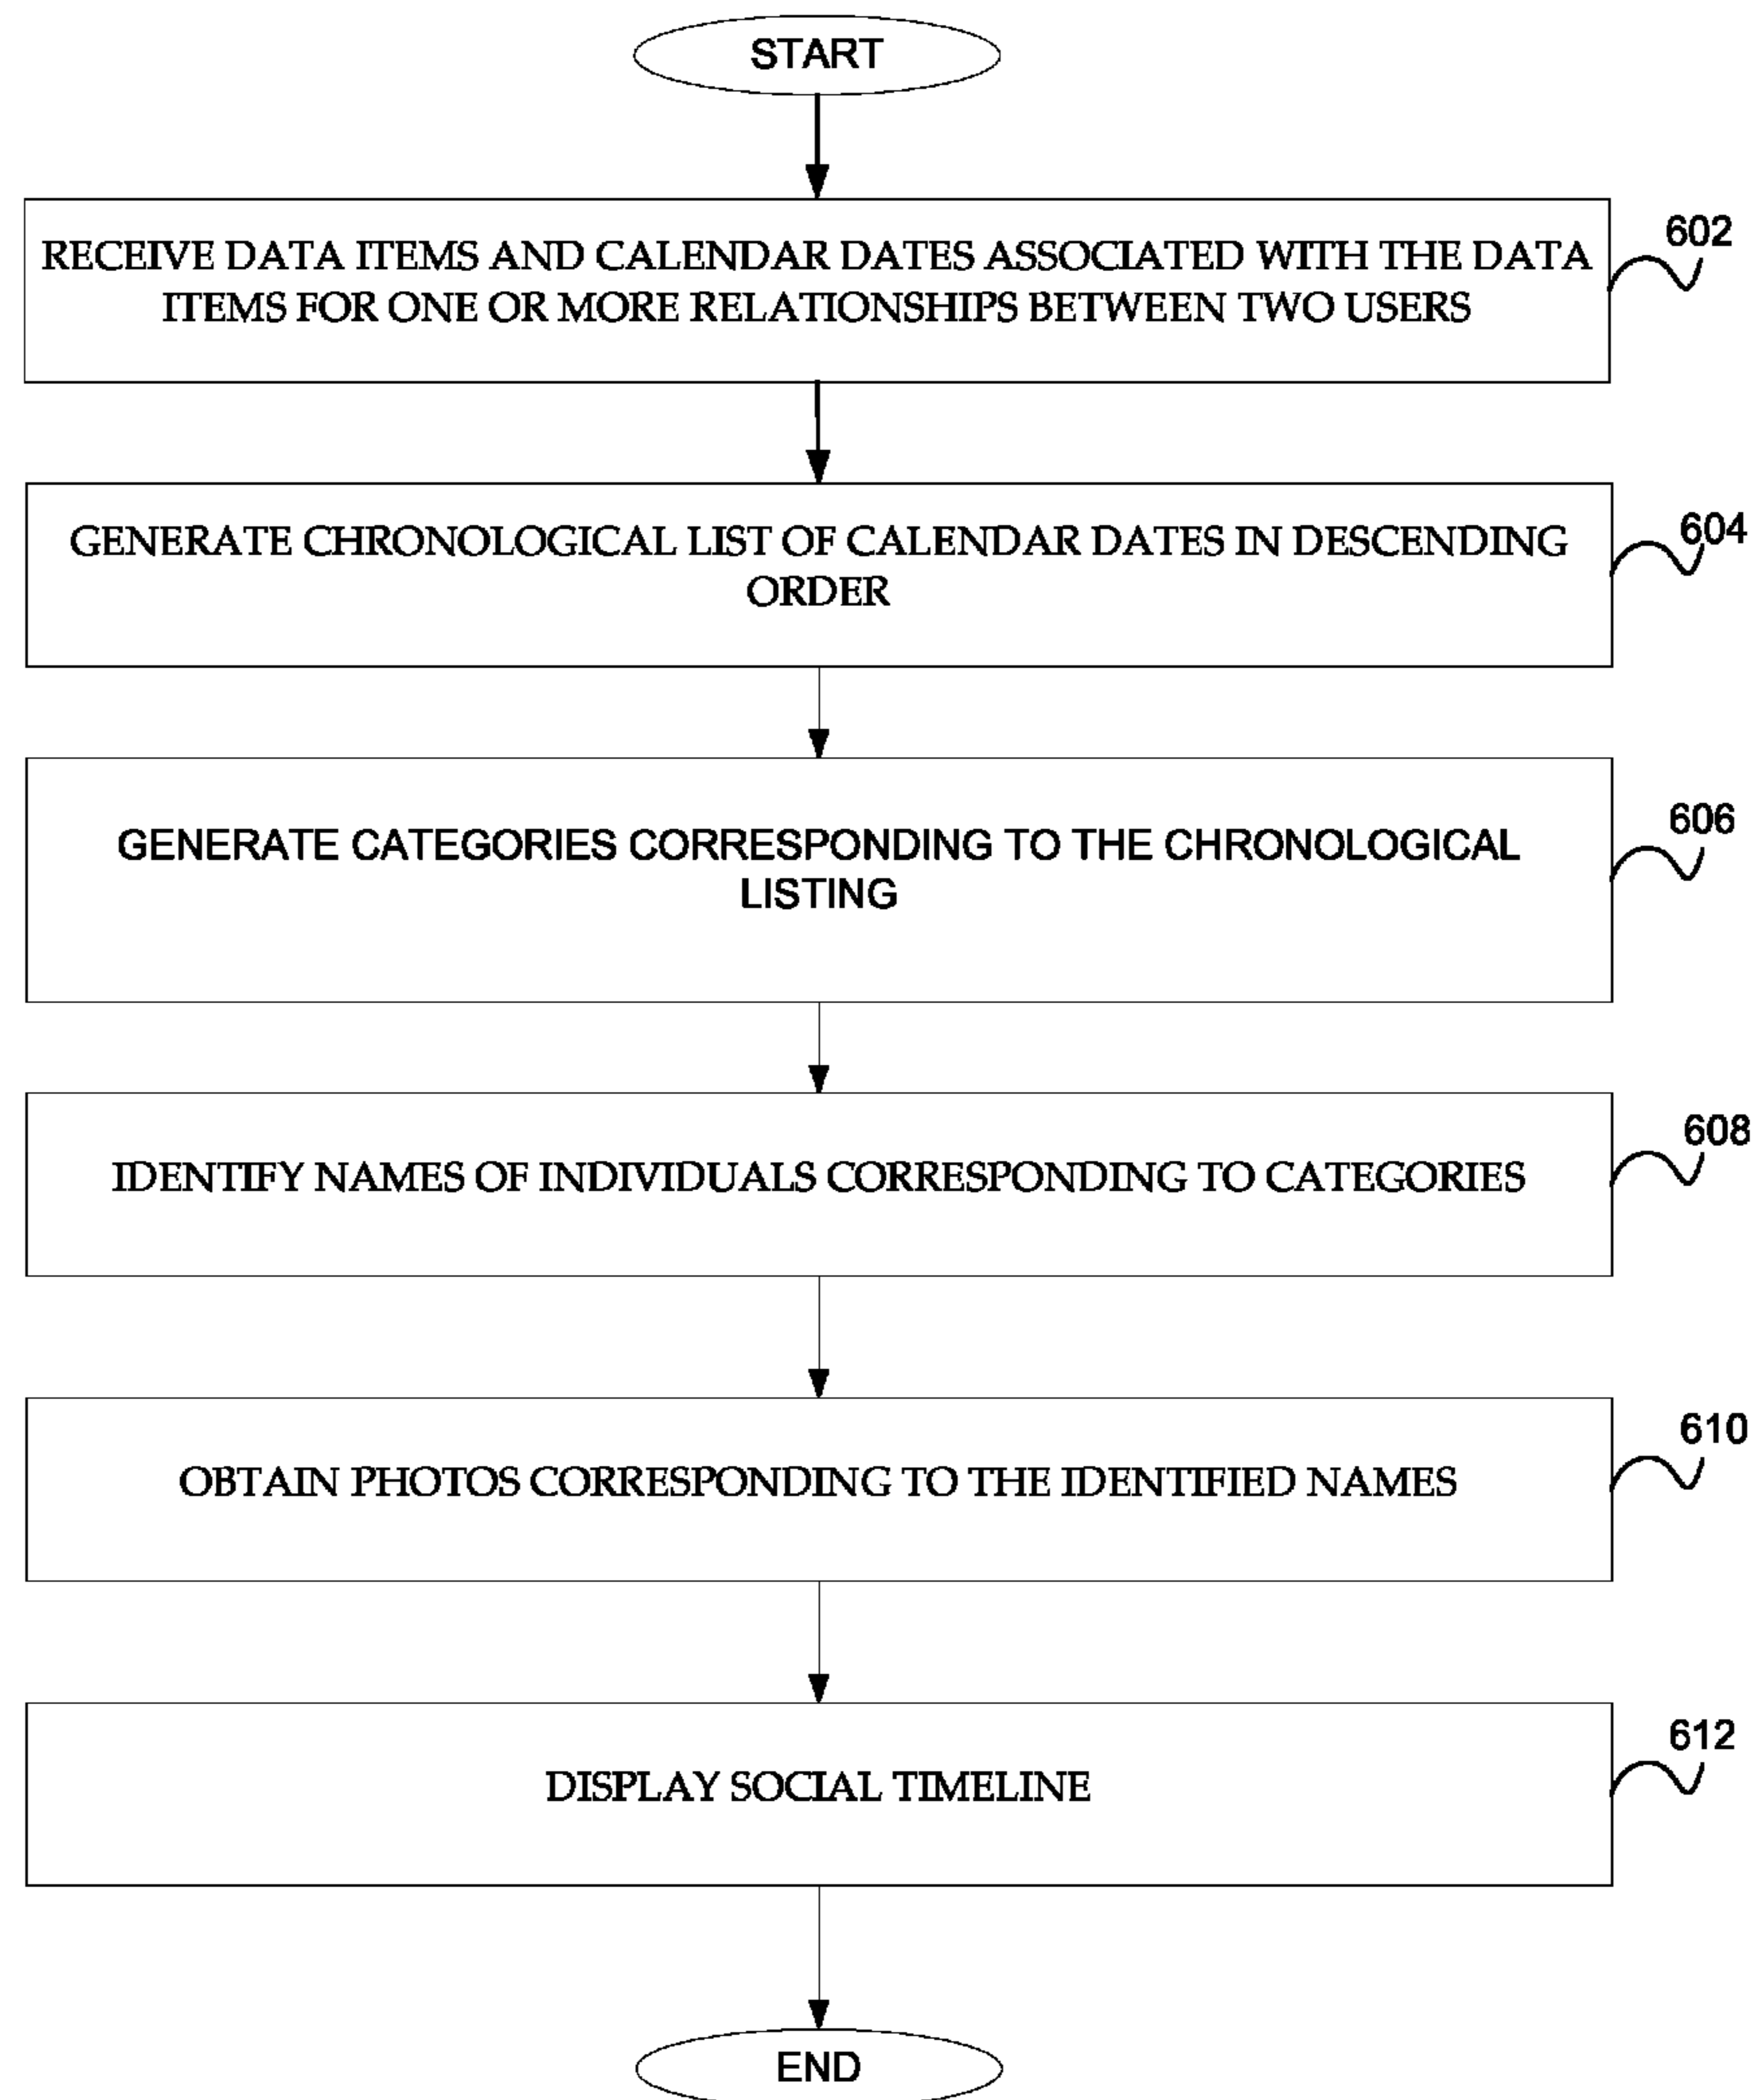 START
RECEIVE DATA ITEMS AND CALENDAR DATES ASSOCIATED WITH THE DATA
ITEMS FOR ONE OR MORE RELATIONSHIPS BETWEEN TWO USERS
602
GENERATE CHRONOLOGICAL LIST OF CALENDAR DATES IN DESCENDING
ORDER
604
GENERATE CATEGORIES CORRESPONDING TO THE CHRONOLOGICAL
LISTING
606
IDENTIFY NAMES OF INDIVIDUALS CORRESPONDING TO CATEGORIES
608
OBTAIN PHOTOS CORRESPONDING TO THE IDENTIFIED NAMES
610
DISPLAY SOCIAL TIMELINE
612
END